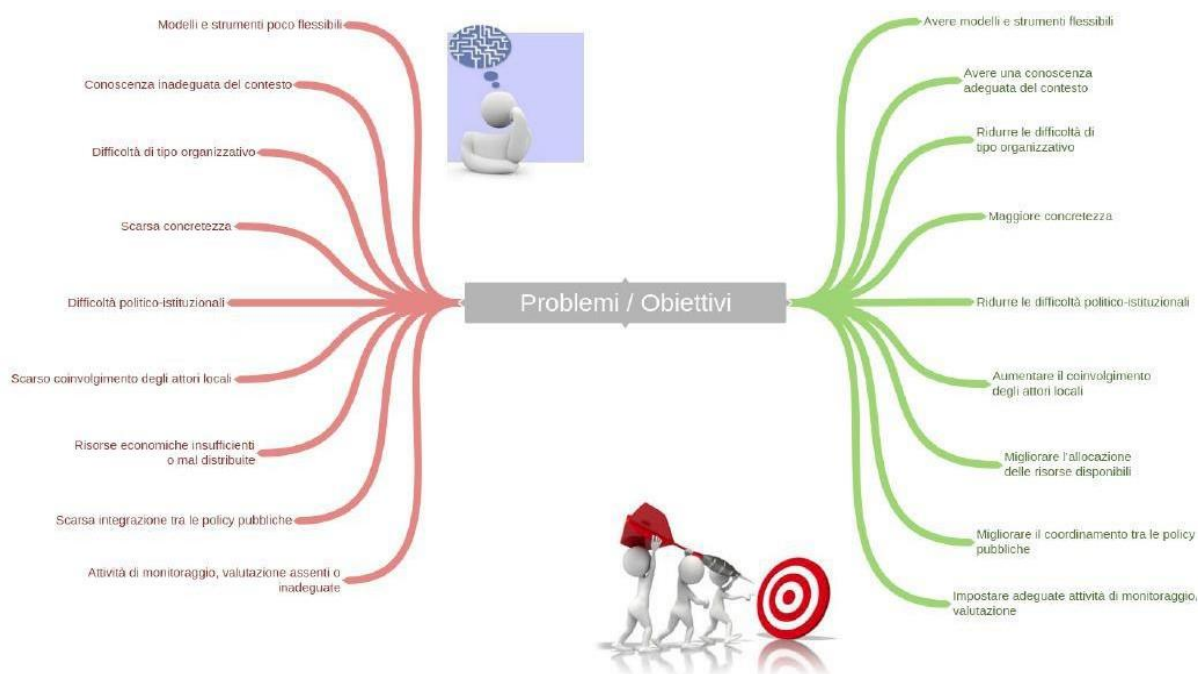 Modelli e strumenti poco flessibili
Conoscenza inadeguata del contesto
Difficoltà di tipo organizzativo
Scarsa concretezza
Difficoltà politico-istituzionali
Scarso coinvolgimento degli attori locali
Risorse economiche insufficienti
o mal distribuite
Scarsa integrazione tra le policy pubbliche
Attività di monitoraggio, valutazione assenti o
inadeguate
Problemi / Obiettivi
Avere modelli e strumenti flessibili
Avere una conoscenza
adeguata del contesto
Ridurre le difficoltà di
tipo organizzativo
Maggiore concretezza
Ridurre le difficoltà politico-istituzionali
Aumentare il coinvolgimento
degli attori locali
Migliorare l'allocazione
delle risorse disponibili
Migliorare il coordinamento tra le policy
pubbliche
Impostare adeguate attività di monitoraggio,
valutazione